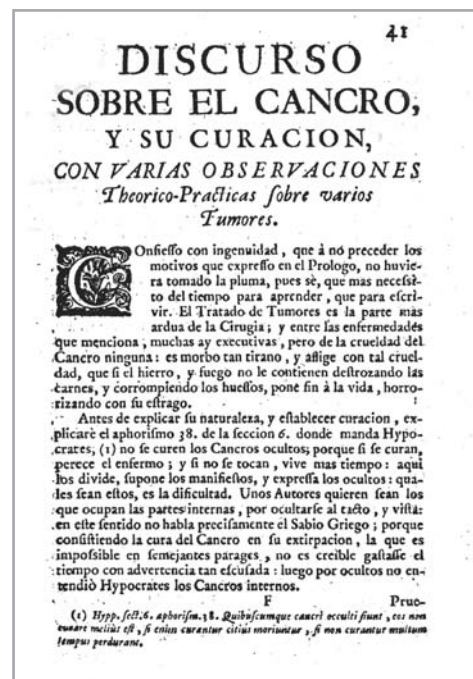 41
DISCURSO
SOBRE EL CANCRO,
Y SU CURACION,
CON VARIAS OBSERVACIONES
Theorico-Practicas ſobre varios
Tumores.
COnfieſſo con ingenuidad, que à no preceder los
motivos que expreſſo en el Prologo, no huvie-
ra tomado la pluma, pues sè, que mas neceſsi-
to del tiempo para aprender, que para eſcri-
vir. El Tratado de Tumores es la parte mas
ardua de la Cirugia; y entre ſas enfermedades
que menciona, muchas ay executivas, pero de la crueldad del
Cancro ninguna: es morbo tan tirano, y aflige con tal cruel-
dad, que ſi el hierro, y fuego no le contienen deſtrozando las
carnes, y corrompiendo los hueſſos, pone fin à la vida, horro-
rizando con ſu eſtrago.
Antes de explicar ſu naturaleza, y eſtablecer curacion, ex-
plicarè el aphoriſmo 38. de la ſeccion 6. donde manda Hypo-
crates, (1) no ſe curen los Cancros ocultos; porque ſi ſe curan,
perece el enfermo; y ſi no ſe tocan, vive mas tiempo: aqui
los divide, ſupone los manifieſtos, y expreſſa los ocultos: qua-
les ſean eſtos, es la dificultad. Unos Autores quieren ſean los
que ocupan las partes internas, por ocultarſe al tacto, y viſta:
en eſte ſentido no habla preciſamente el Sabio Griego; porque
conſiſtiendo la cura del Cancro en ſu extirpacion, la que es
impoſsible en ſemejantes parages, no es creible gaſtaſſe el
tiempo con advertencia tan eſcuſada: luego por ocultos no en-
tendiò Hypocrates los Cancros internos.
F
Prue-
(1) Hypp. ſect. 6. aphoriſm. 38. Quibuſcumque cancri occulti fiunt, eos non
curare meliùs eſt, ſi enim curantur citiùs moriuntur, ſi non curantur multum
tempus perdurant.